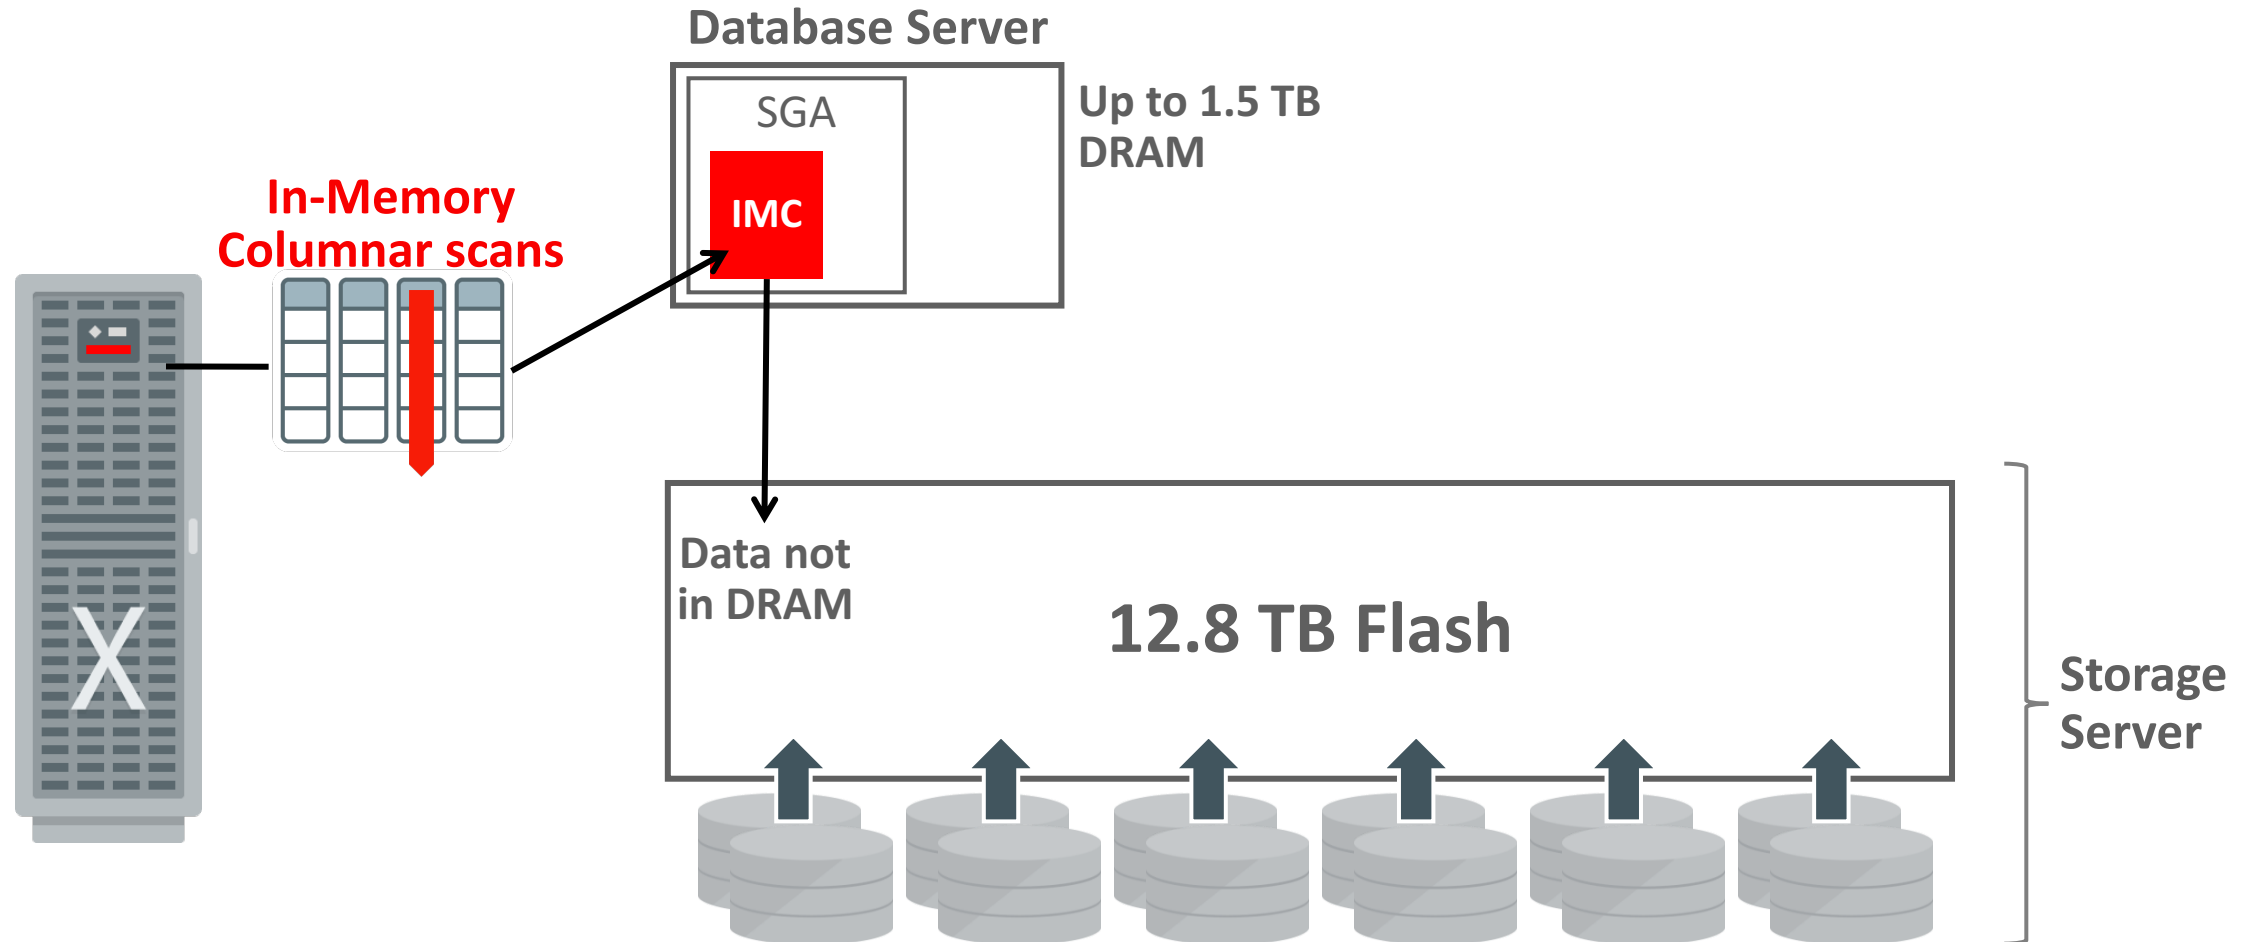 Database Server
SGA
Up to 1.5 TB
DRAM
IMC
In-Memory
Columnar scans
Data not
in DRAM
12.8 TB Flash
Storage
Server
X